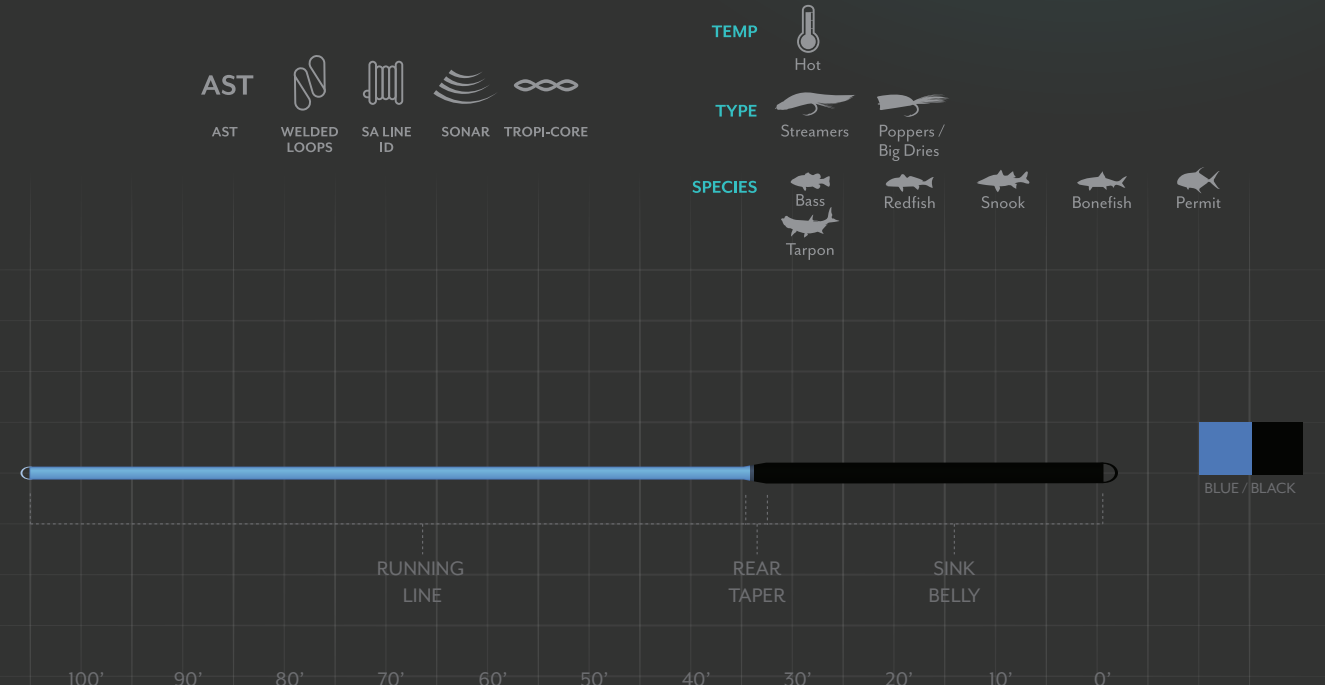 TEMP
Hot
AST
AST
WELDED
LOOPS
SA LINE
ID
SONAR
TROPI-CORE
TYPE
Streamers
Poppers /
Big Dries
SPECIES
Bass
Redfish
Snook
Bonefish
Permit
Tarpon
BLUE / BLACK
RUNNING
LINE
REAR
TAPER
SINK
BELLY
100’ 90’ 80’ 70’ 60’ 50’ 40’ 30’ 20’ 10’ 0’